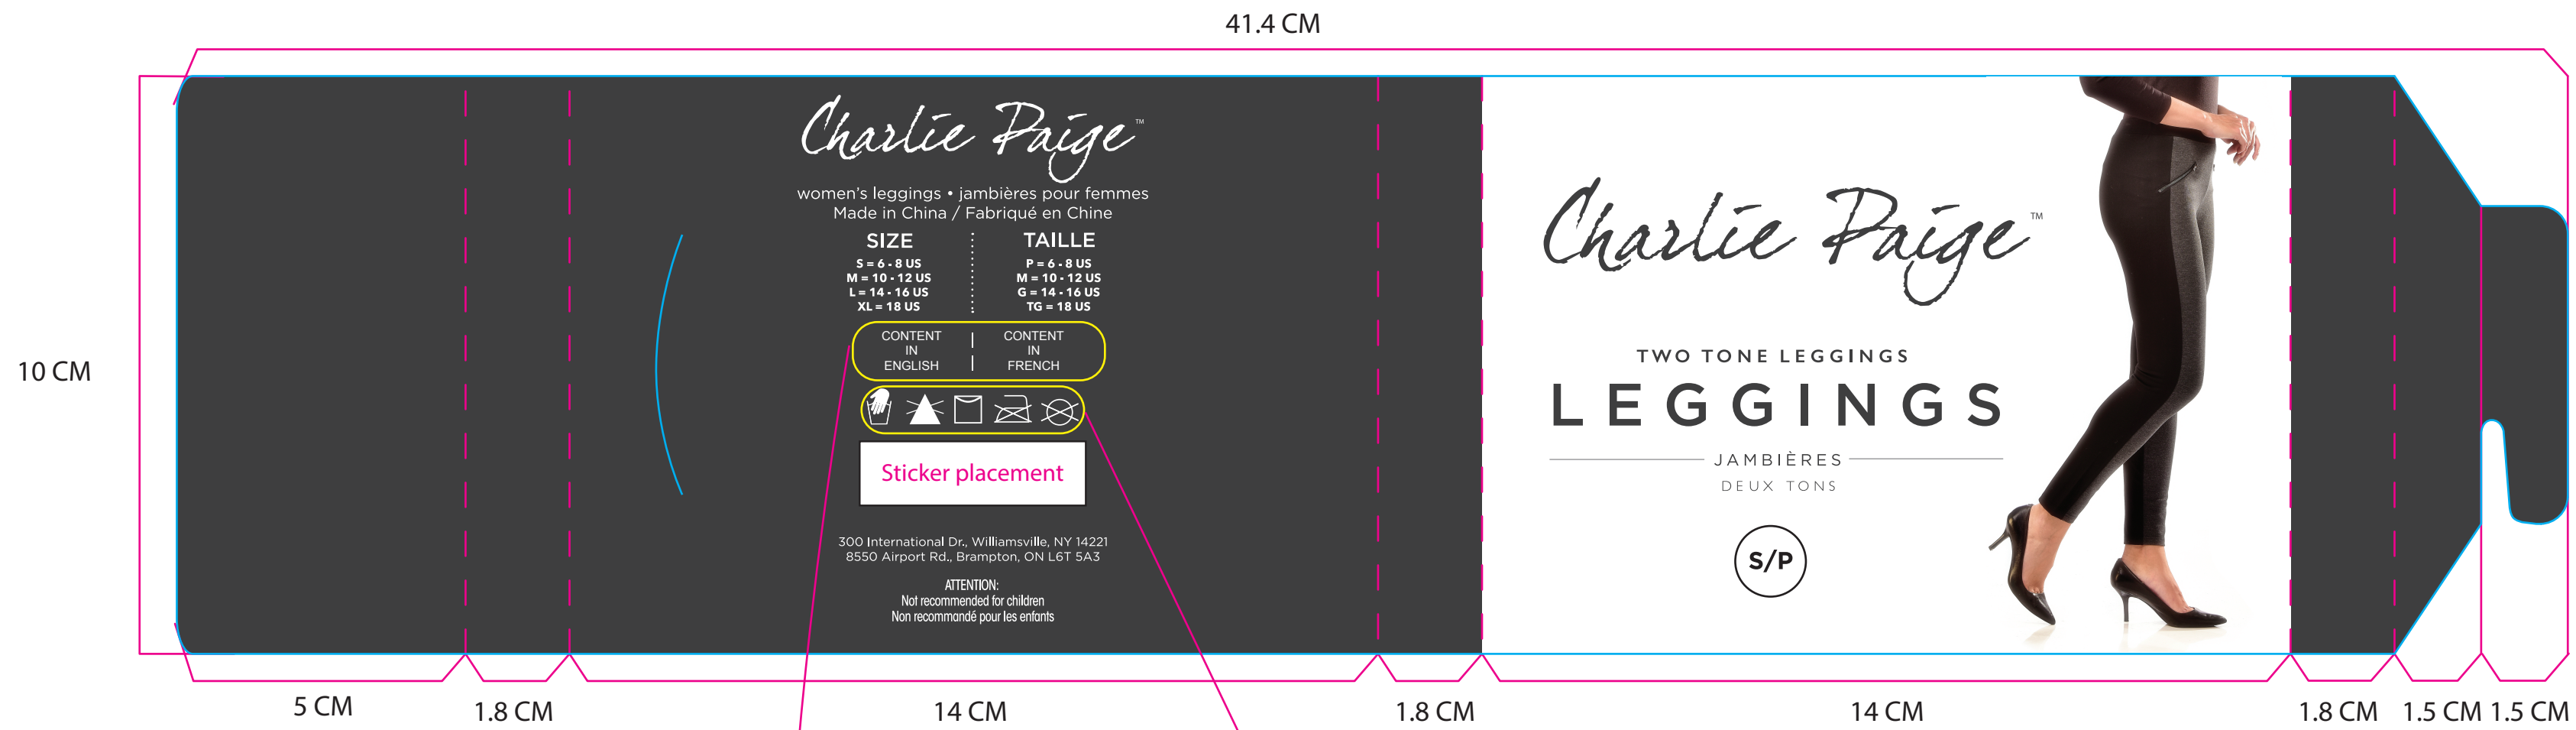 41.4 CM
10 CM
Charlie Paige™
women's leggings • jambières pour femmes
Made in China / Fabriqué en Chine
SIZE
S = 6 - 8 US
M = 10 - 12 US
L = 14 - 16 US
XL = 18 US
TAILLE
P = 6 - 8 US
M = 10 - 12 US
G = 14 - 16 US
TG = 18 US
CONTENT
IN
ENGLISH
CONTENT
IN
FRENCH
Sticker placement
300 International Dr., Williamsville, NY 14221
8550 Airport Rd., Brampton, ON L6T 5A3
ATTENTION:
Not recommended for children
Non recommandé pour les enfants
Charlie Paige™
TWO TONE LEGGINGS
LEGGINGS
JAMBIÈRES
DEUX TONS
S/P
5 CM
1.8 CM
14 CM
1.8 CM
14 CM
1.8 CM
1.5 CM
1.5 CM